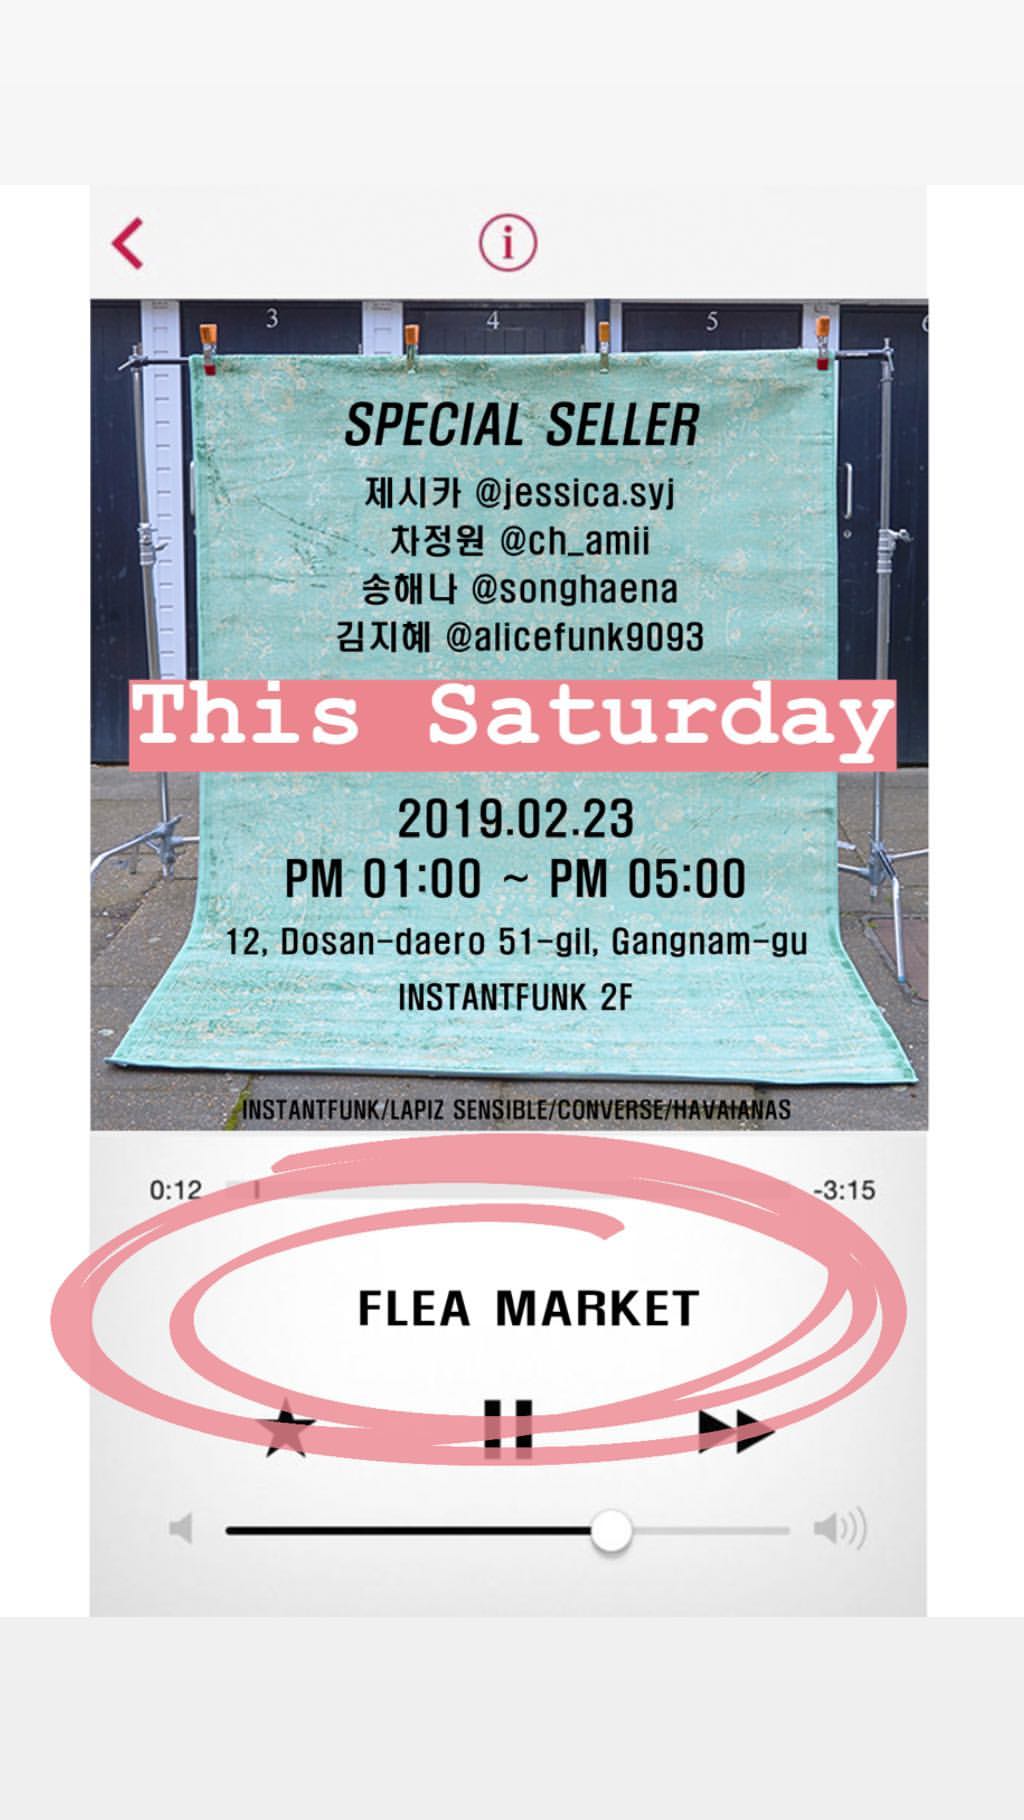 3 4 5
SPECIAL SELLER
제시카 @jessica.syj
차정원 @ch_amii
송해나 @songhaena
김지혜 @alicefunk9093
This Saturday
2019.02.23
PM 01:00 ~ PM 05:00
12, Dosan-daero 51-gil, Gangnam-gu
INSTANTFUNK 2F
INSTANTFUNK/LAPIZ SENSIBLE/CONVERSE/HAVAIANAS
0:12 -3:15
FLEA MARKET